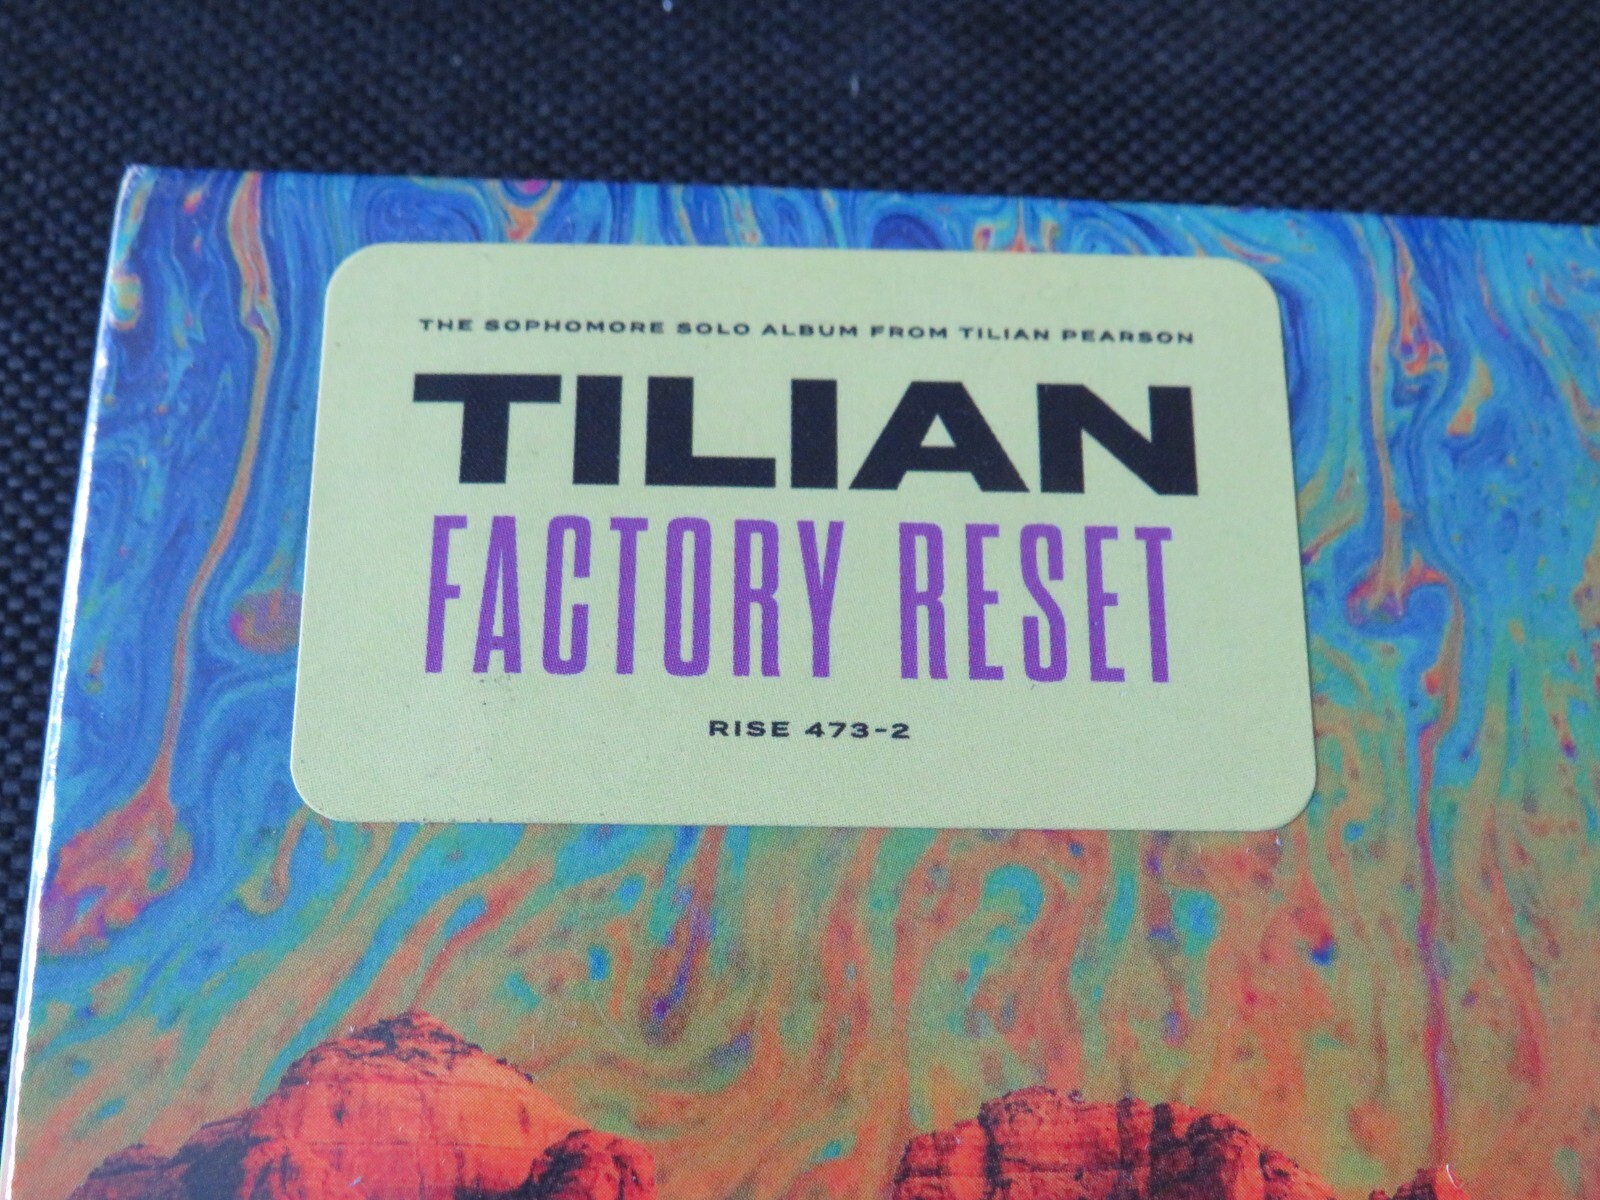 THE SOPHOMORE SOLO ALBUM FROM TILIAN PEARSON
TILIAN
FACTORY RESET
RISE 473-2